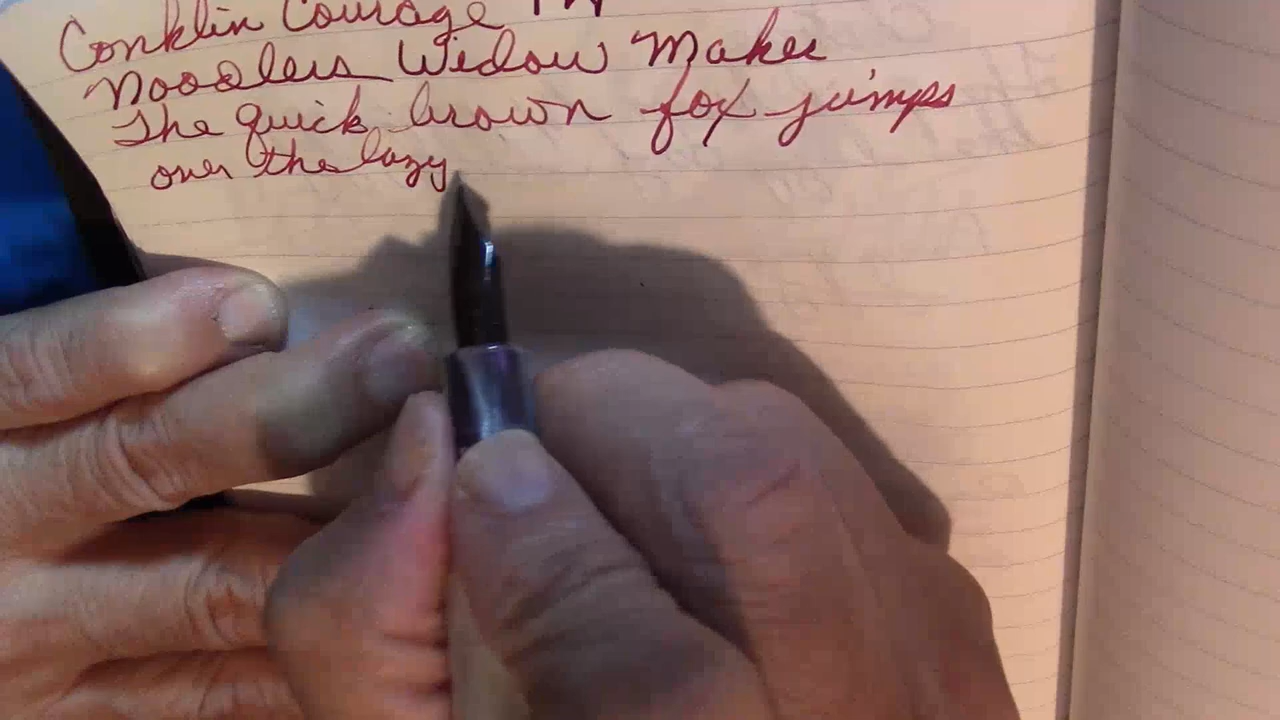 Conklin Courage
Noodlers Widow Maker
The quick brown fox jumps
over the lazy